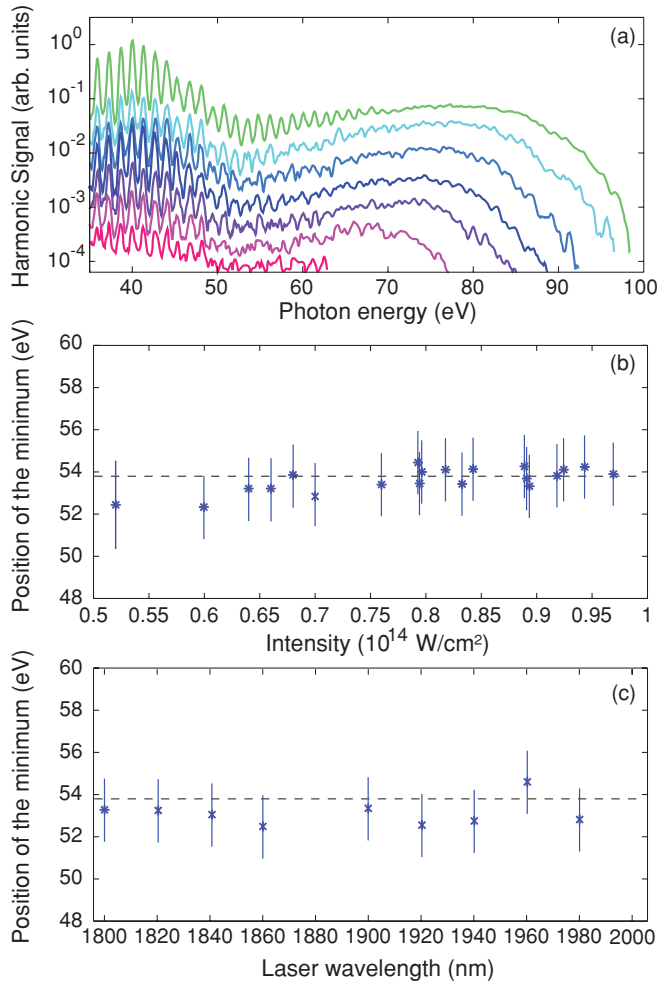 (a)
Harmonic Signal (arb. units)
10⁰
10⁻¹
10⁻²
10⁻³
10⁻⁴
40 50 60 70 80 90 100
Photon energy (eV)
(b)
Position of the minimum (eV)
60
58
56
54
52
50
48
0.5 0.55 0.6 0.65 0.7 0.75 0.8 0.85 0.9 0.95 1
Intensity (10¹⁴ W/cm²)
(c)
Position of the minimum (eV)
60
58
56
54
52
50
48
1800 1820 1840 1860 1880 1900 1920 1940 1960 1980 2000
Laser wavelength (nm)